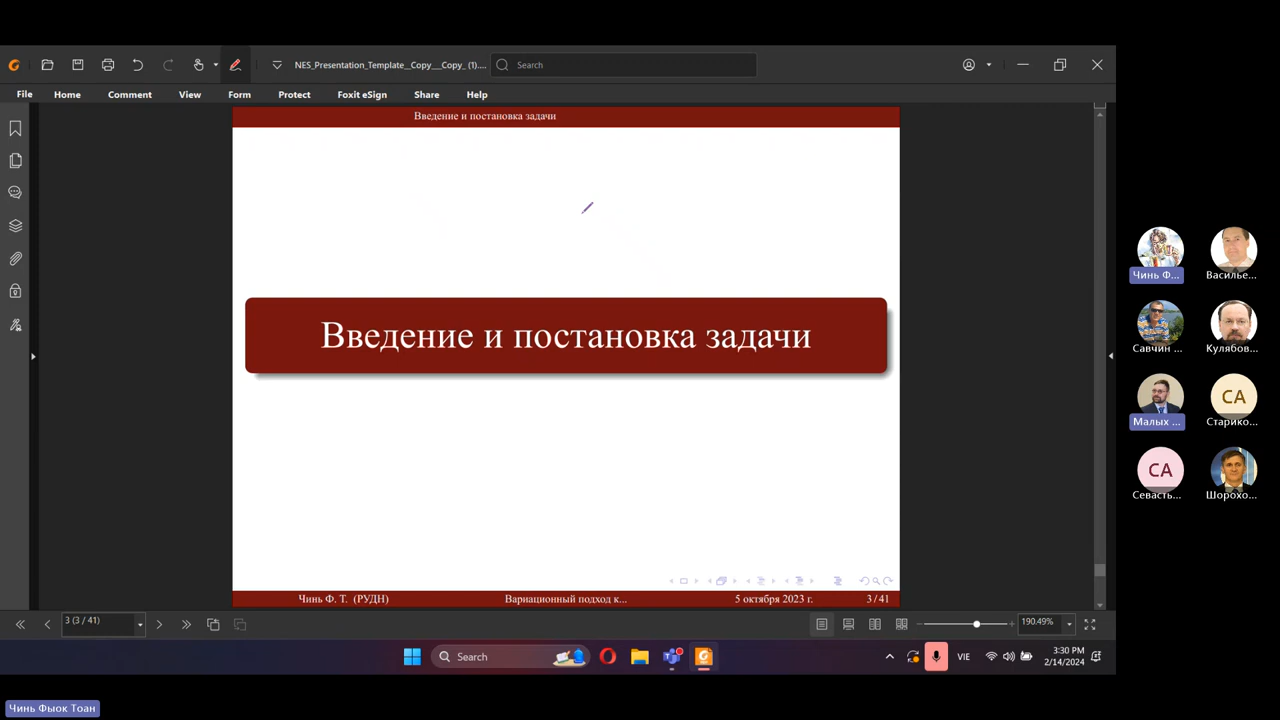 NES_Presentation_Template__Copy___Copy_ (1)....
Search
File Home Comment View Form Protect Foxit eSign Share Help
Введение и постановка задачи
Введение и постановка задачи
Чинь Ф. Т. (РУДН) Вариационный подход к... 5 октября 2023 г. 3 / 41
3 (3 / 41)
190.49%
Search
VIE
3:30 PM
2/14/2024
Чинь Ф...
Василье...
Савчин ...
Кулябов...
Малых ...
CA
Старико...
CA
Севасть...
Шорохо...
Чинь Фыок Тоан